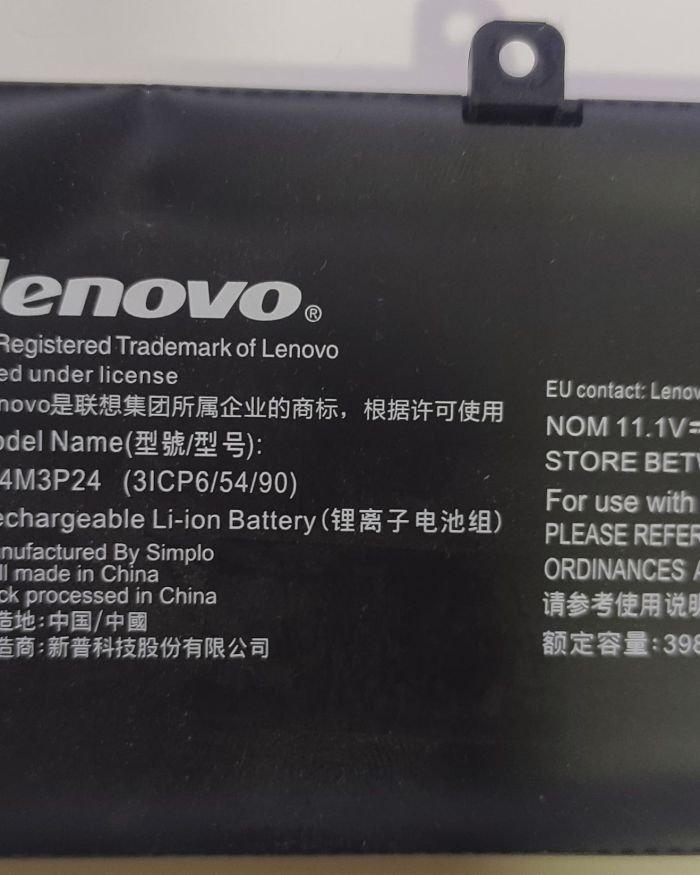 lenovo®
Registered Trademark of Lenovo
ed under license
novo是联想集团所属企业的商标，根据许可使用
odel Name(型號/型号):
4M3P24 (3ICP6/54/90)
echargeable Li-ion Battery(锂离子电池组)
nufactured By Simplo
ll made in China
ck processed in China
造地:中国/中國
造商:新普科技股份有限公司
EU contact: Lenov
NOM 11.1V=
STORE BETW
For use with
PLEASE REFER
ORDINANCES A
请参考使用说明
额定容量:398